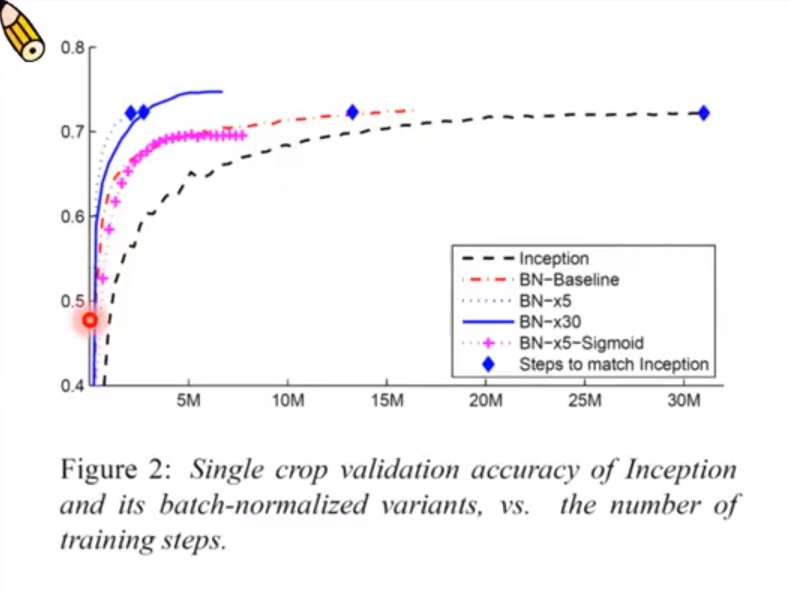 0.8
0.7
0.6
0.5
0.4
5M 10M 15M 20M 25M 30M
Inception
BN-Baseline
BN-x5
BN-x30
BN-x5-Sigmoid
Steps to match Inception
Figure 2: Single crop validation accuracy of Inception
and its batch-normalized variants, vs. the number of
training steps.